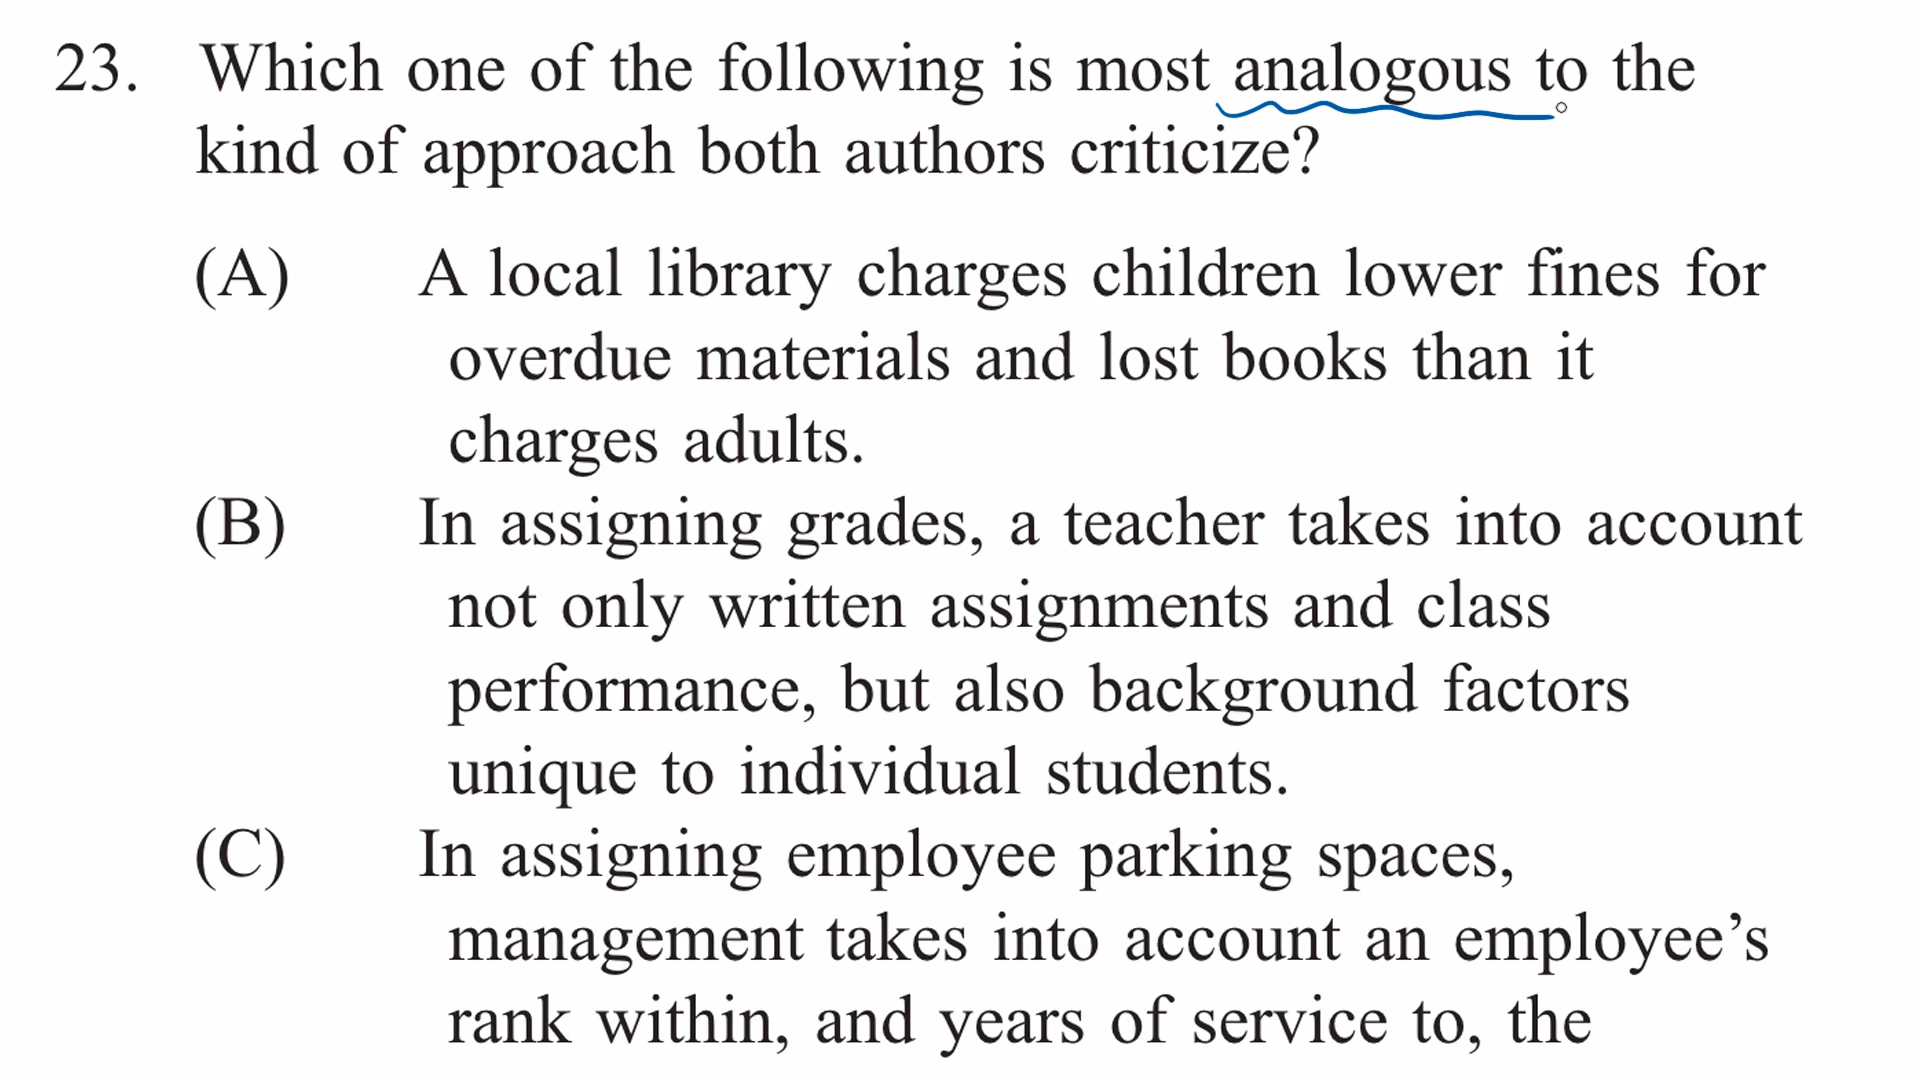 23. Which one of the following is most analogous to the
kind of approach both authors criticize?
(A) A local library charges children lower fines for
overdue materials and lost books than it
charges adults.
(B) In assigning grades, a teacher takes into account
not only written assignments and class
performance, but also background factors
unique to individual students.
(C) In assigning employee parking spaces,
management takes into account an employee’s
rank within, and years of service to, the